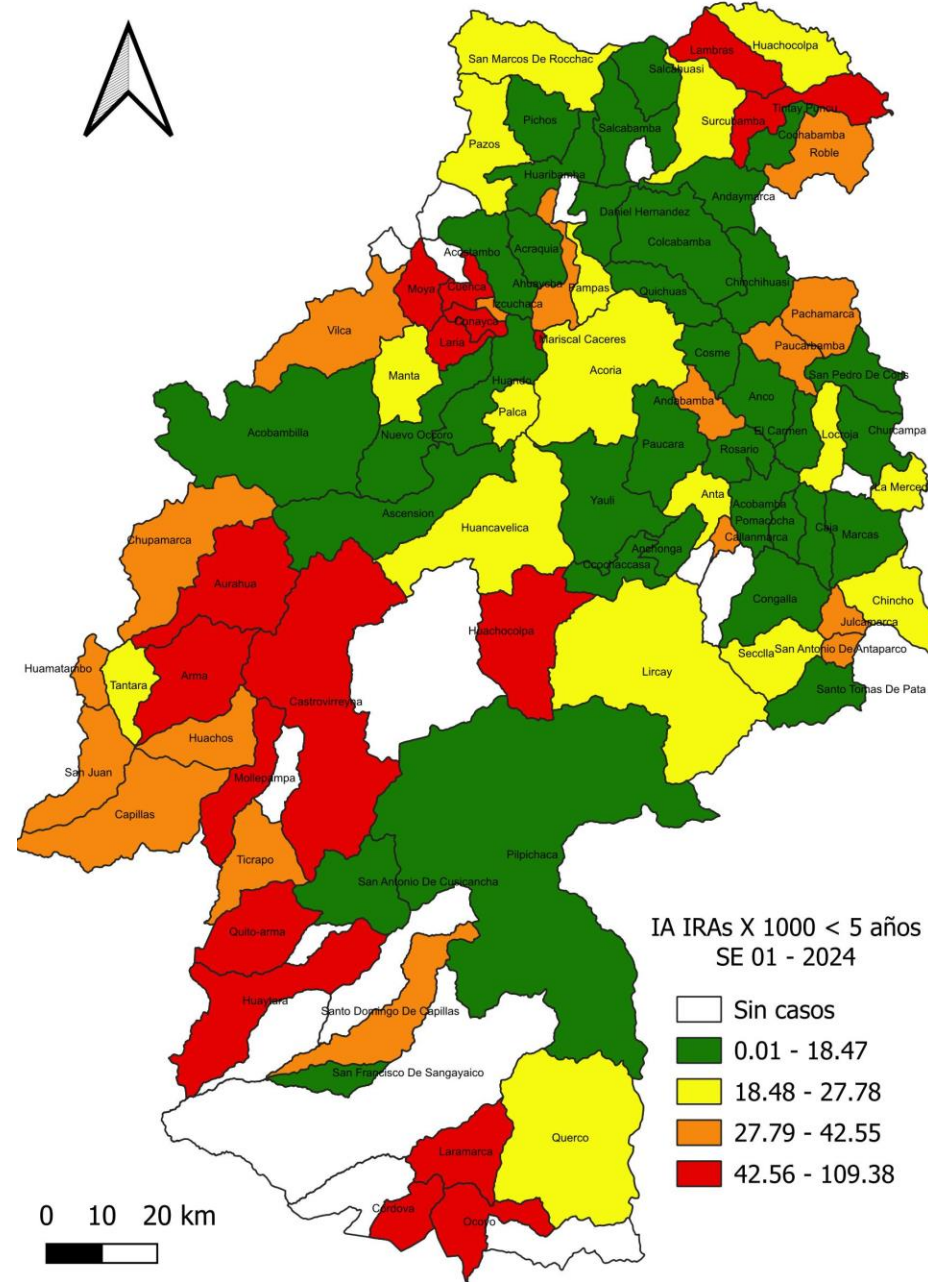 Huachocolpa
Lambras
San Marcos De Rocchac
Salcahuasi
Tintay Puncu
Surcubamba
Pichos
Salcabamba
Cochabamba
Pazos
Roble
Huaribamba
Andaymarca
Daniel Hernandez
Acostambo
Acraquia
Colcabamba
Ahuaycha
Chinchihuasi
Moya
Cuenca
Pampas
Quichuas
Izcuchaca
Pachamarca
Conayca
Vilca
Laria
Mariscal Caceres
Paucarbamba
Cosme
Manta
Acoria
San Pedro De Coris
Huando
Andabamba
Anco
Palca
Acobambilla
Nuevo Occoro
El Carmen
Locroja
Churcampa
Paucara
Rosario
La Merced
Yauli
Anta
Ascension
Acobamba
Huancavelica
Pomacocha
Caja
Marcas
Chupamarca
Callanmarca
Anchonga
Ccochaccasa
Aurahua
Congalla
Chincho
Julcamarca
Huachocolpa
Secclla
San Antonio De Antaparco
Huamatambo
Lircay
Arma
Tantara
Santo Tomas De Pata
Castrovirreyna
Huachos
San Juan
Mollepampa
Capillas
Pilpichaca
Ticrapo
San Antonio De Cusicancha
Quito-arma
Huaytara
Santo Domingo De Capillas
San Francisco De Sangayaico
Querco
Laramarca
Cordova
Ocoyo
IA IRAs X 1000 < 5 años
SE 01 - 2024
Sin casos
0.01 - 18.47
18.48 - 27.78
27.79 - 42.55
42.56 - 109.38
0 10 20 km